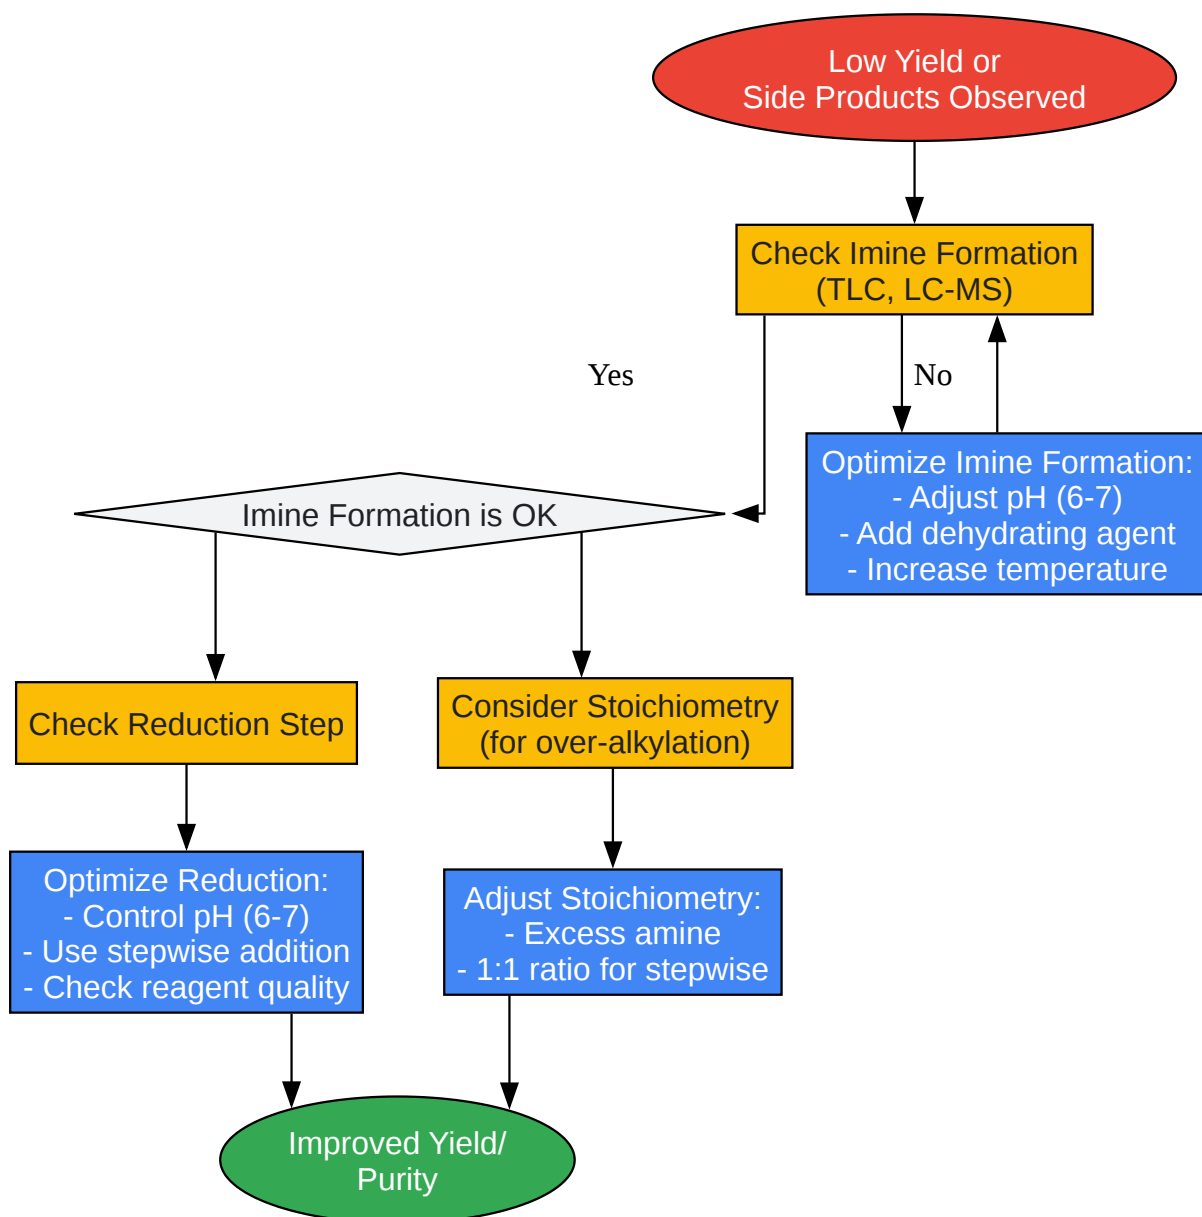 Low Yield or
Side Products Observed
Check Imine Formation
(TLC, LC-MS)
Yes
No
Optimize Imine Formation:
- Adjust pH (6-7)
- Add dehydrating agent
- Increase temperature
Imine Formation is OK
Check Reduction Step
Consider Stoichiometry
(for over-alkylation)
Optimize Reduction:
- Control pH (6-7)
- Use stepwise addition
- Check reagent quality
Adjust Stoichiometry:
- Excess amine
- 1:1 ratio for stepwise
Improved Yield/
Purity